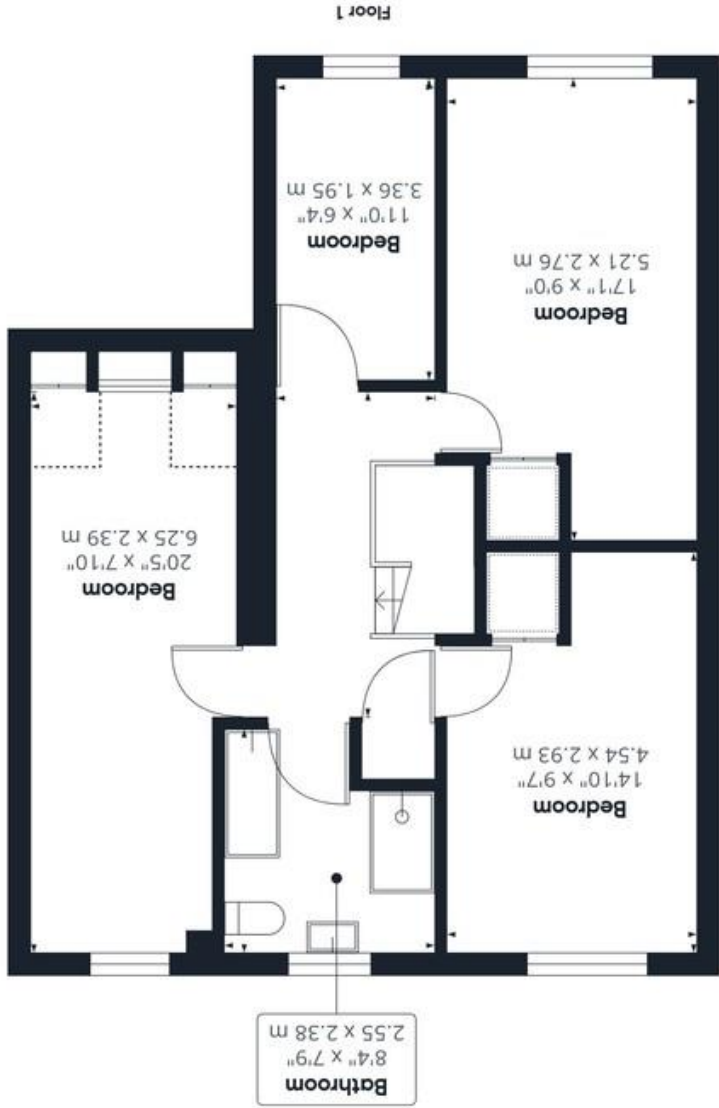 Bathroom
8'4" x 7'9"
2.55 x 2.38 m
Bedroom
14'10" x 9'7"
4.54 x 2.93 m
Bedroom
20'5" x 7'10"
6.25 x 2.39 m
Bedroom
17'1" x 9'0"
5.21 x 2.76 m
Bedroom
11'0" x 6'4"
3.36 x 1.95 m
Floor 1